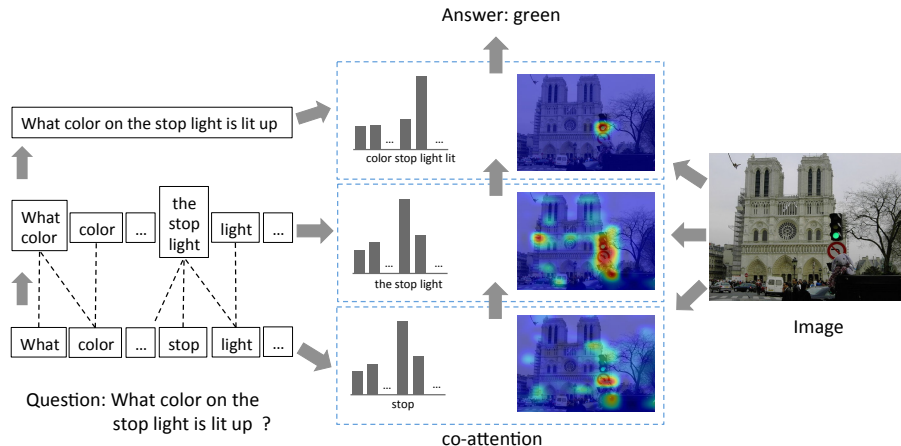 Answer: green
What color on the stop light is lit up
...
color stop light lit
What
color
color
...
the
stop
light
light
...
...
...
the stop light
What
color
...
stop
light
...
...
...
stop
Image
Question: What color on the
stop light is lit up ?
co-attention